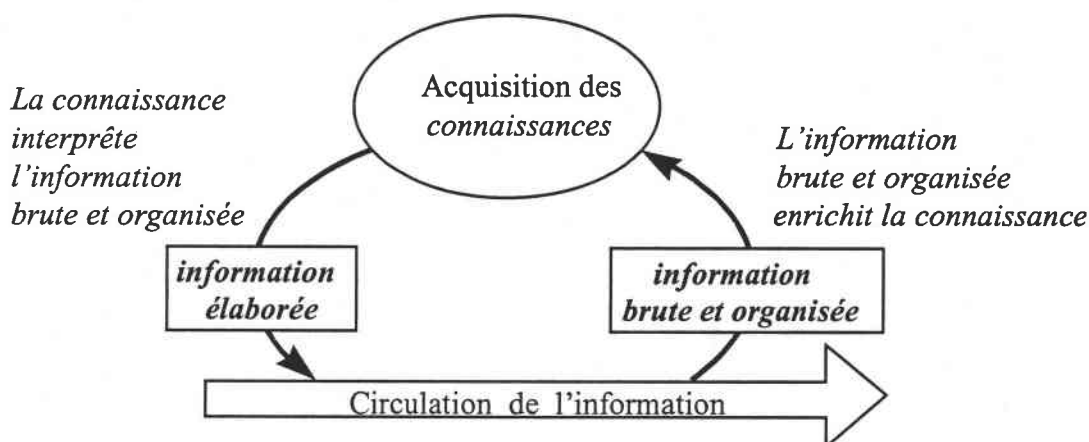 Acquisition des
connaissances
La connaissance
interprête
l'information
brute et organisée
L'information
brute et organisée
enrichit la connaissance
information
élaborée
information
brute et organisée
Circulation de l'information